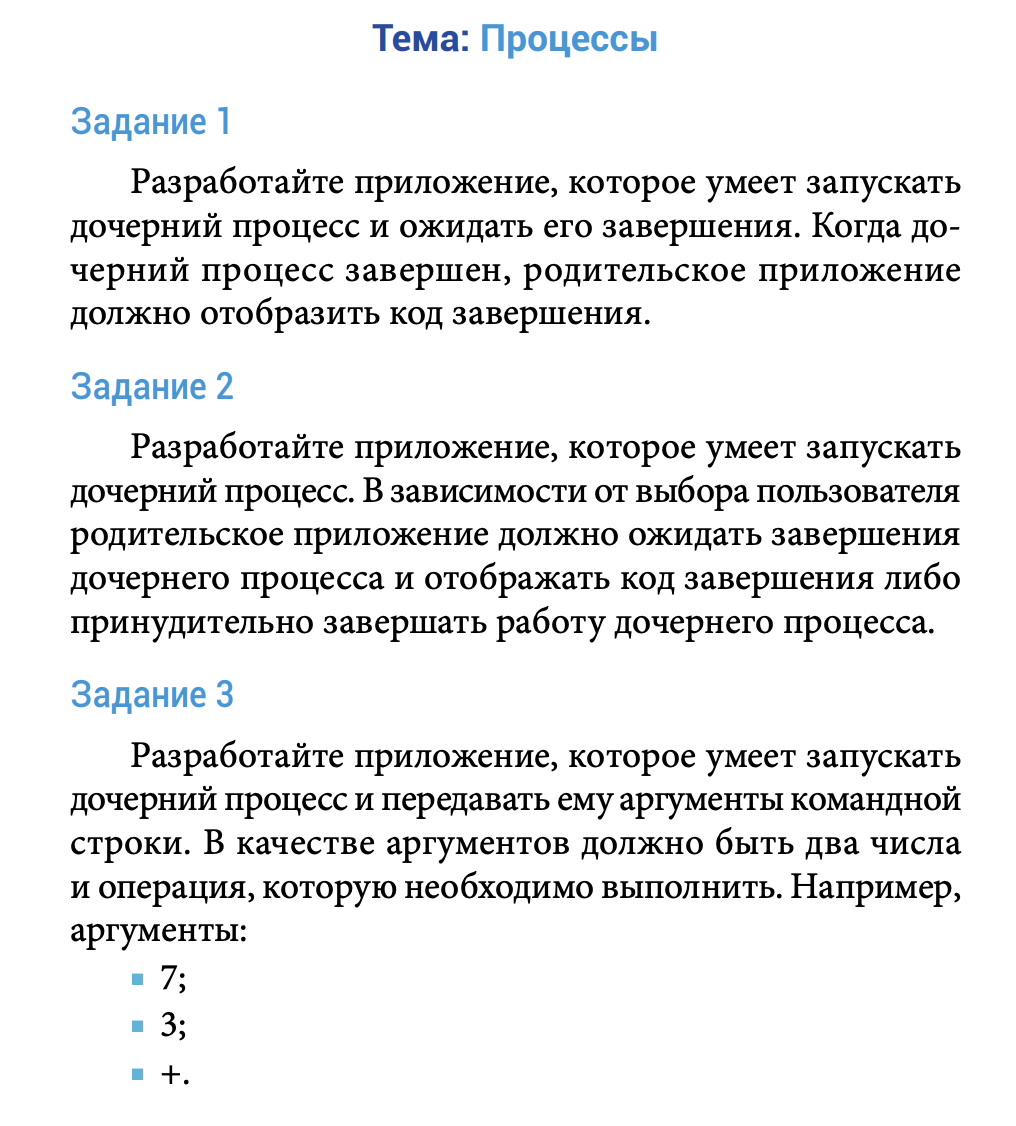 Тема: Процессы
Задание 1
Разработайте приложение, которое умеет запускать
дочерний процесс и ожидать его завершения. Когда до-
черний процесс завершен, родительское приложение
должно отобразить код завершения.
Задание 2
Разработайте приложение, которое умеет запускать
дочерний процесс. В зависимости от выбора пользователя
родительское приложение должно ожидать завершения
дочернего процесса и отображать код завершения либо
принудительно завершать работу дочернего процесса.
Задание 3
Разработайте приложение, которое умеет запускать
дочерний процесс и передавать ему аргументы командной
строки. В качестве аргументов должно быть два числа
и операция, которую необходимо выполнить. Например,
аргументы:
■ 7;
■ 3;
■ +.